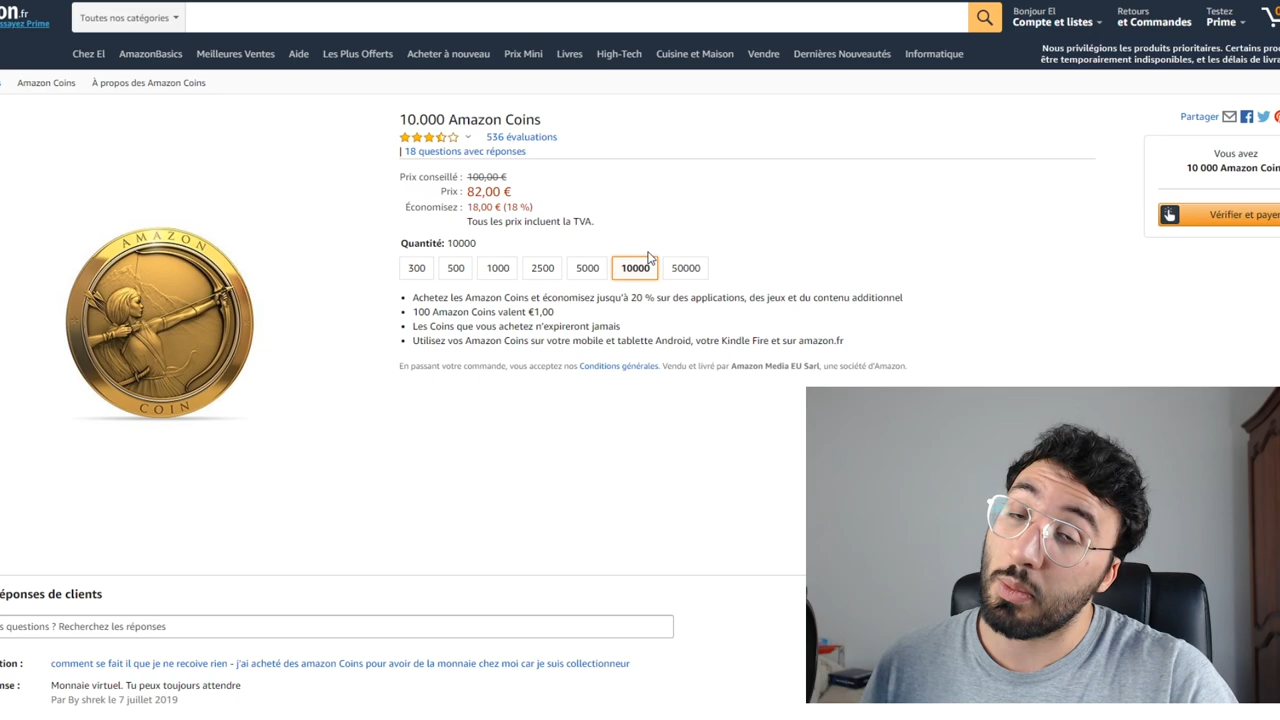 on.fr
ssayez Prime
Toutes nos catégories
Bonjour El
Compte et listes
Retours
et Commandes
Testez
Prime
Chez El AmazonBasics Meilleures Ventes Aide Les Plus Offerts Acheter à nouveau Prix Mini Livres High-Tech Cuisine et Maison Vendre Dernières Nouveautés Informatique
Nous privilégions les produits prioritaires. Certains pro
être temporairement indisponibles, et les délais de livra
Amazon Coins À propos des Amazon Coins
10.000 Amazon Coins
536 évaluations
| 18 questions avec réponses
Prix conseillé : 100,00 €
Prix : 82,00 €
Économisez : 18,00 € (18 %)
Tous les prix incluent la TVA.
Quantité: 10000
300 500 1000 2500 5000 10000 50000
Achetez les Amazon Coins et économisez jusqu'à 20 % sur des applications, des jeux et du contenu additionnel
100 Amazon Coins valent €1,00
Les Coins que vous achetez n'expireront jamais
Utilisez vos Amazon Coins sur votre mobile et tablette Android, votre Kindle Fire et sur amazon.fr
En passant votre commande, vous acceptez nos Conditions générales. Vendu et livré par Amazon Media EU Sarl, une société d'Amazon.
Partager
Vous avez
10 000 Amazon Coin
Vérifier et payer
AMAZON
COIN
éponses de clients
s questions ? Recherchez les réponses
tion : comment se fait il que je ne recoive rien - j'ai acheté des amazon Coins pour avoir de la monnaie chez moi car je suis collectionneur
nse : Monnaie virtuel. Tu peux toujours attendre
Par By shrek le 7 juillet 2019